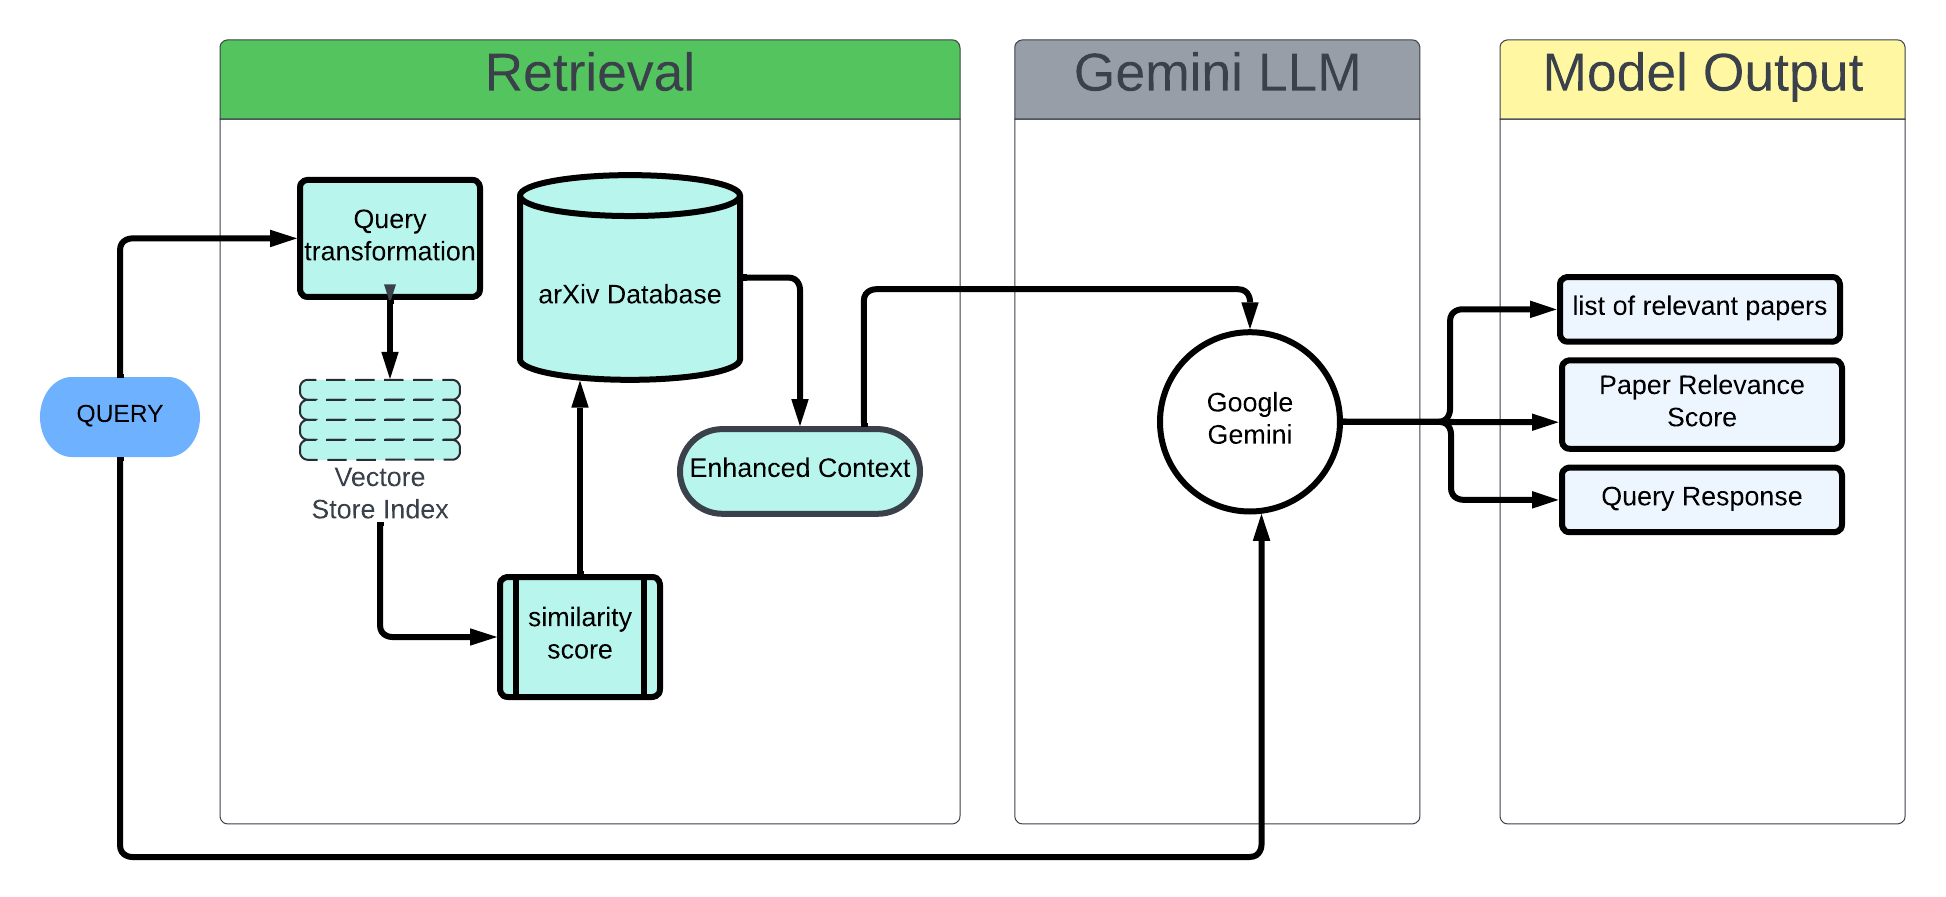 Retrieval
Gemini LLM
Model Output
Query
transformation
arXiv Database
QUERY
Vectore
Store Index
Enhanced Context
similarity
score
Google
Gemini
list of relevant papers
Paper Relevance
Score
Query Response